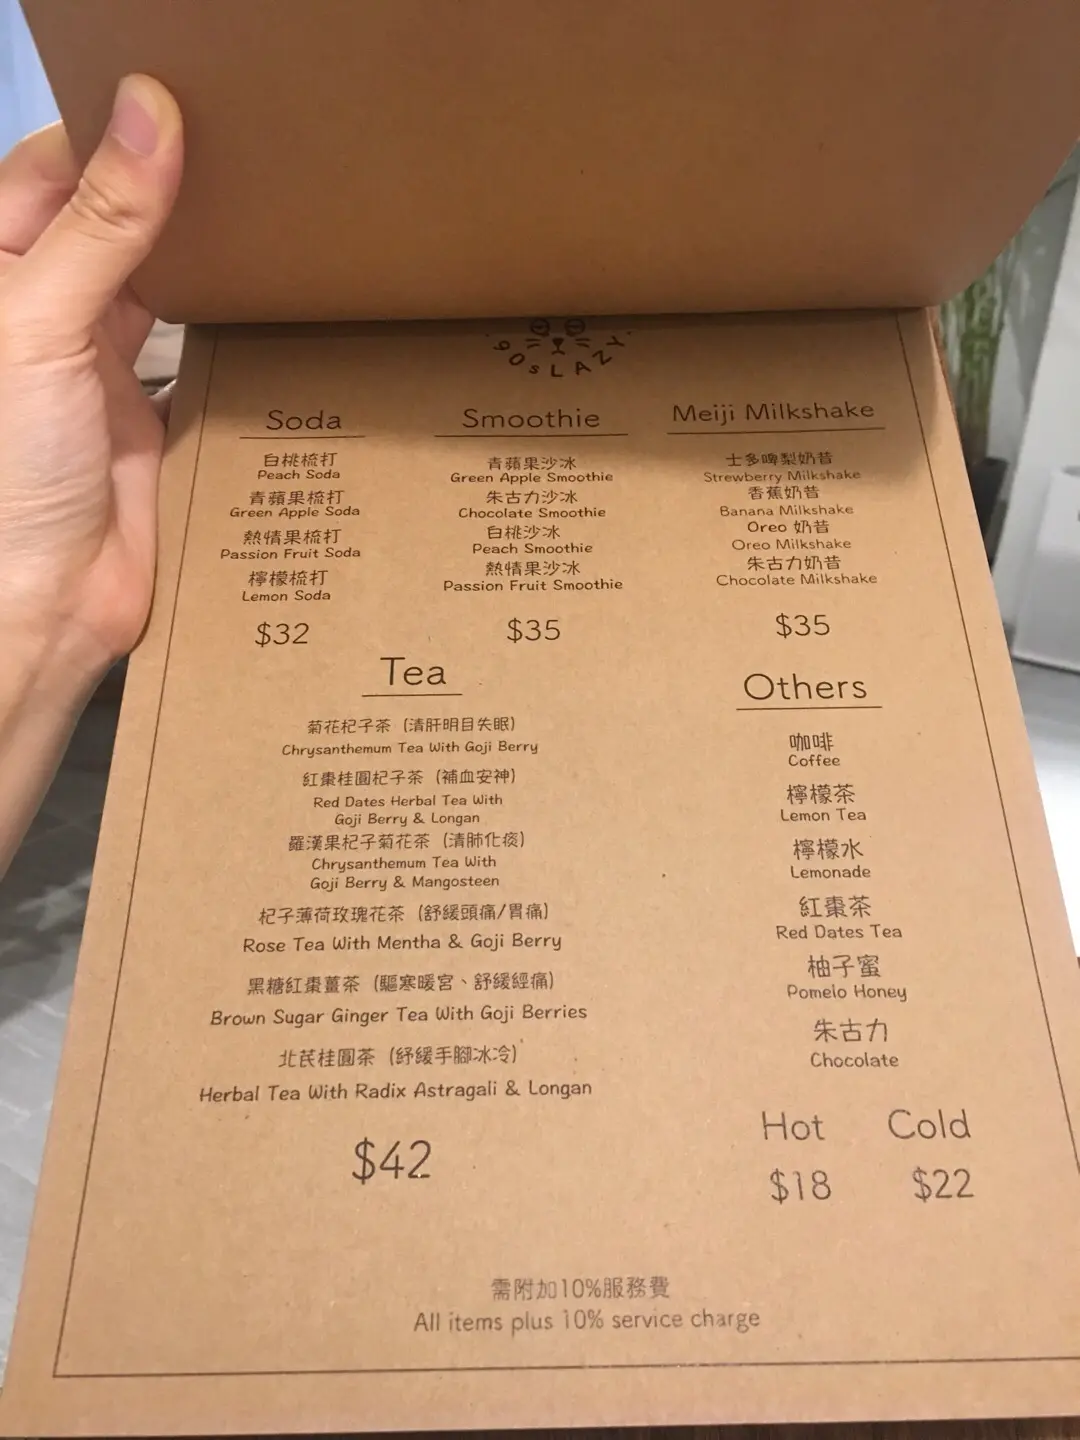 90s LAZY
Soda
白桃梳打
Peach Soda
青蘋果梳打
Green Apple Soda
熱情果梳打
Passion Fruit Soda
檸檬梳打
Lemon Soda
$32
Smoothie
青蘋果沙冰
Green Apple Smoothie
朱古力沙冰
Chocolate Smoothie
白桃沙冰
Peach Smoothie
熱情果沙冰
Passion Fruit Smoothie
$35
Meiji Milkshake
士多啤梨奶昔
Strewberry Milkshake
香蕉奶昔
Banana Milkshake
Oreo 奶昔
Oreo Milkshake
朱古力奶昔
Chocolate Milkshake
$35
Tea
菊花杞子茶（清肝明目失眠）
Chrysanthemum Tea With Goji Berry
紅棗桂圓杞子茶（補血安神）
Red Dates Herbal Tea With
Goji Berry & Longan
羅漢果杞子菊花茶（清肺化痰）
Chrysanthemum Tea With
Goji Berry & Mangosteen
杞子薄荷玫瑰花茶（舒緩頭痛/胃痛）
Rose Tea With Mentha & Goji Berry
黑糖紅棗薑茶（驅寒暖宮、舒緩經痛）
Brown Sugar Ginger Tea With Goji Berries
北芪桂圓茶（紓緩手腳冰冷）
Herbal Tea With Radix Astragali & Longan
$42
Others
咖啡
Coffee
檸檬茶
Lemon Tea
檸檬水
Lemonade
紅棗茶
Red Dates Tea
柚子蜜
Pomelo Honey
朱古力
Chocolate
Hot Cold
$18 $22
需附加10%服務費
All items plus 10% service charge